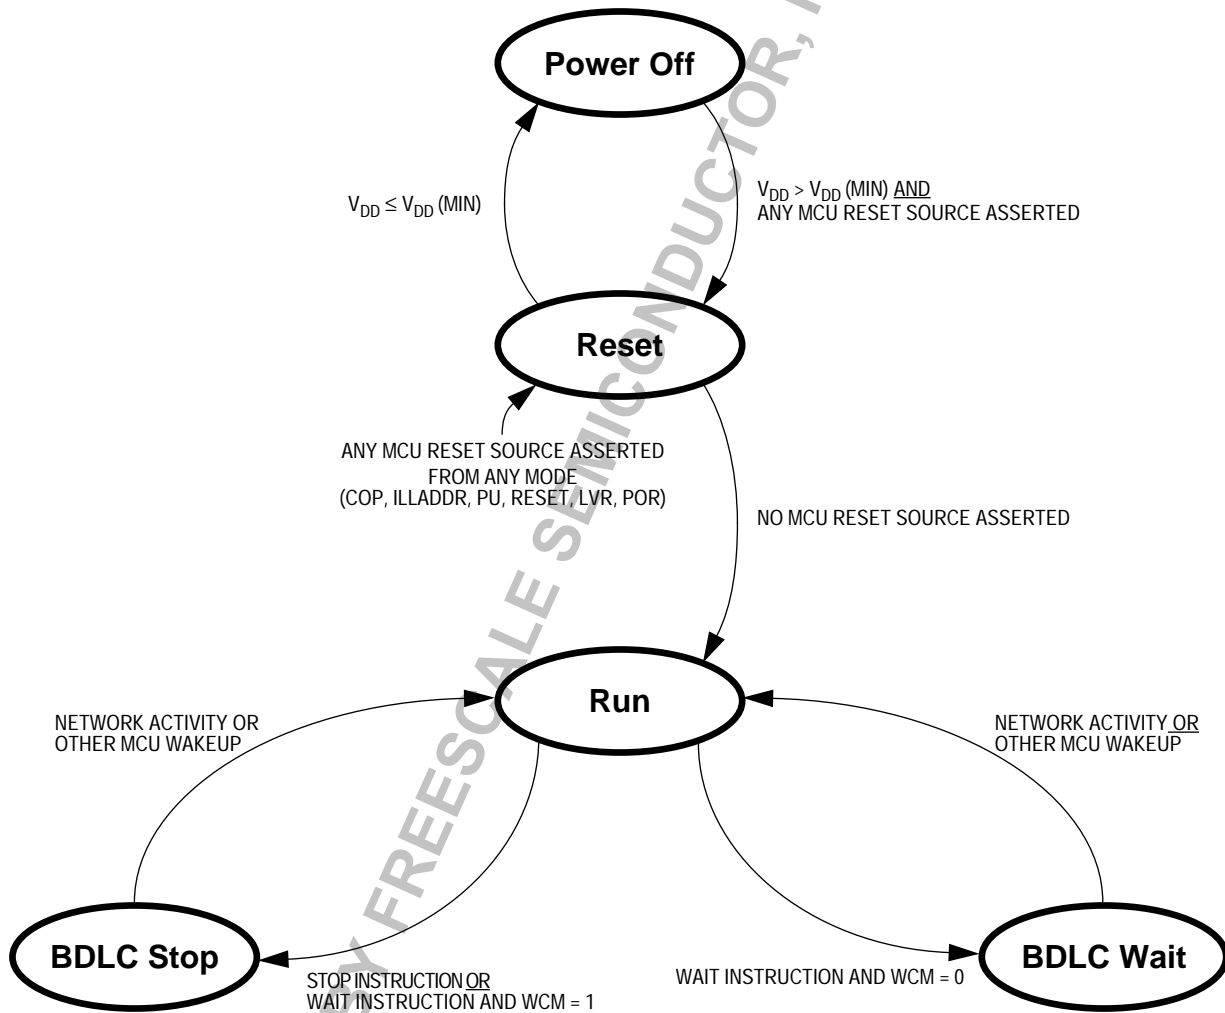 Power Off
V_DD ≤ V_DD (MIN)
V_DD > V_DD (MIN) AND
ANY MCU RESET SOURCE ASSERTED
Reset
ANY MCU RESET SOURCE ASSERTED
FROM ANY MODE
(COP, ILLADDR, PU, RESET, LVR, POR)
NO MCU RESET SOURCE ASSERTED
Run
NETWORK ACTIVITY OR
OTHER MCU WAKEUP
NETWORK ACTIVITY OR
OTHER MCU WAKEUP
BDLC Stop
BDLC Wait
STOP INSTRUCTION OR
WAIT INSTRUCTION AND WCM = 1
WAIT INSTRUCTION AND WCM = 0
BY FREESCALE SEMICONDUCTOR,